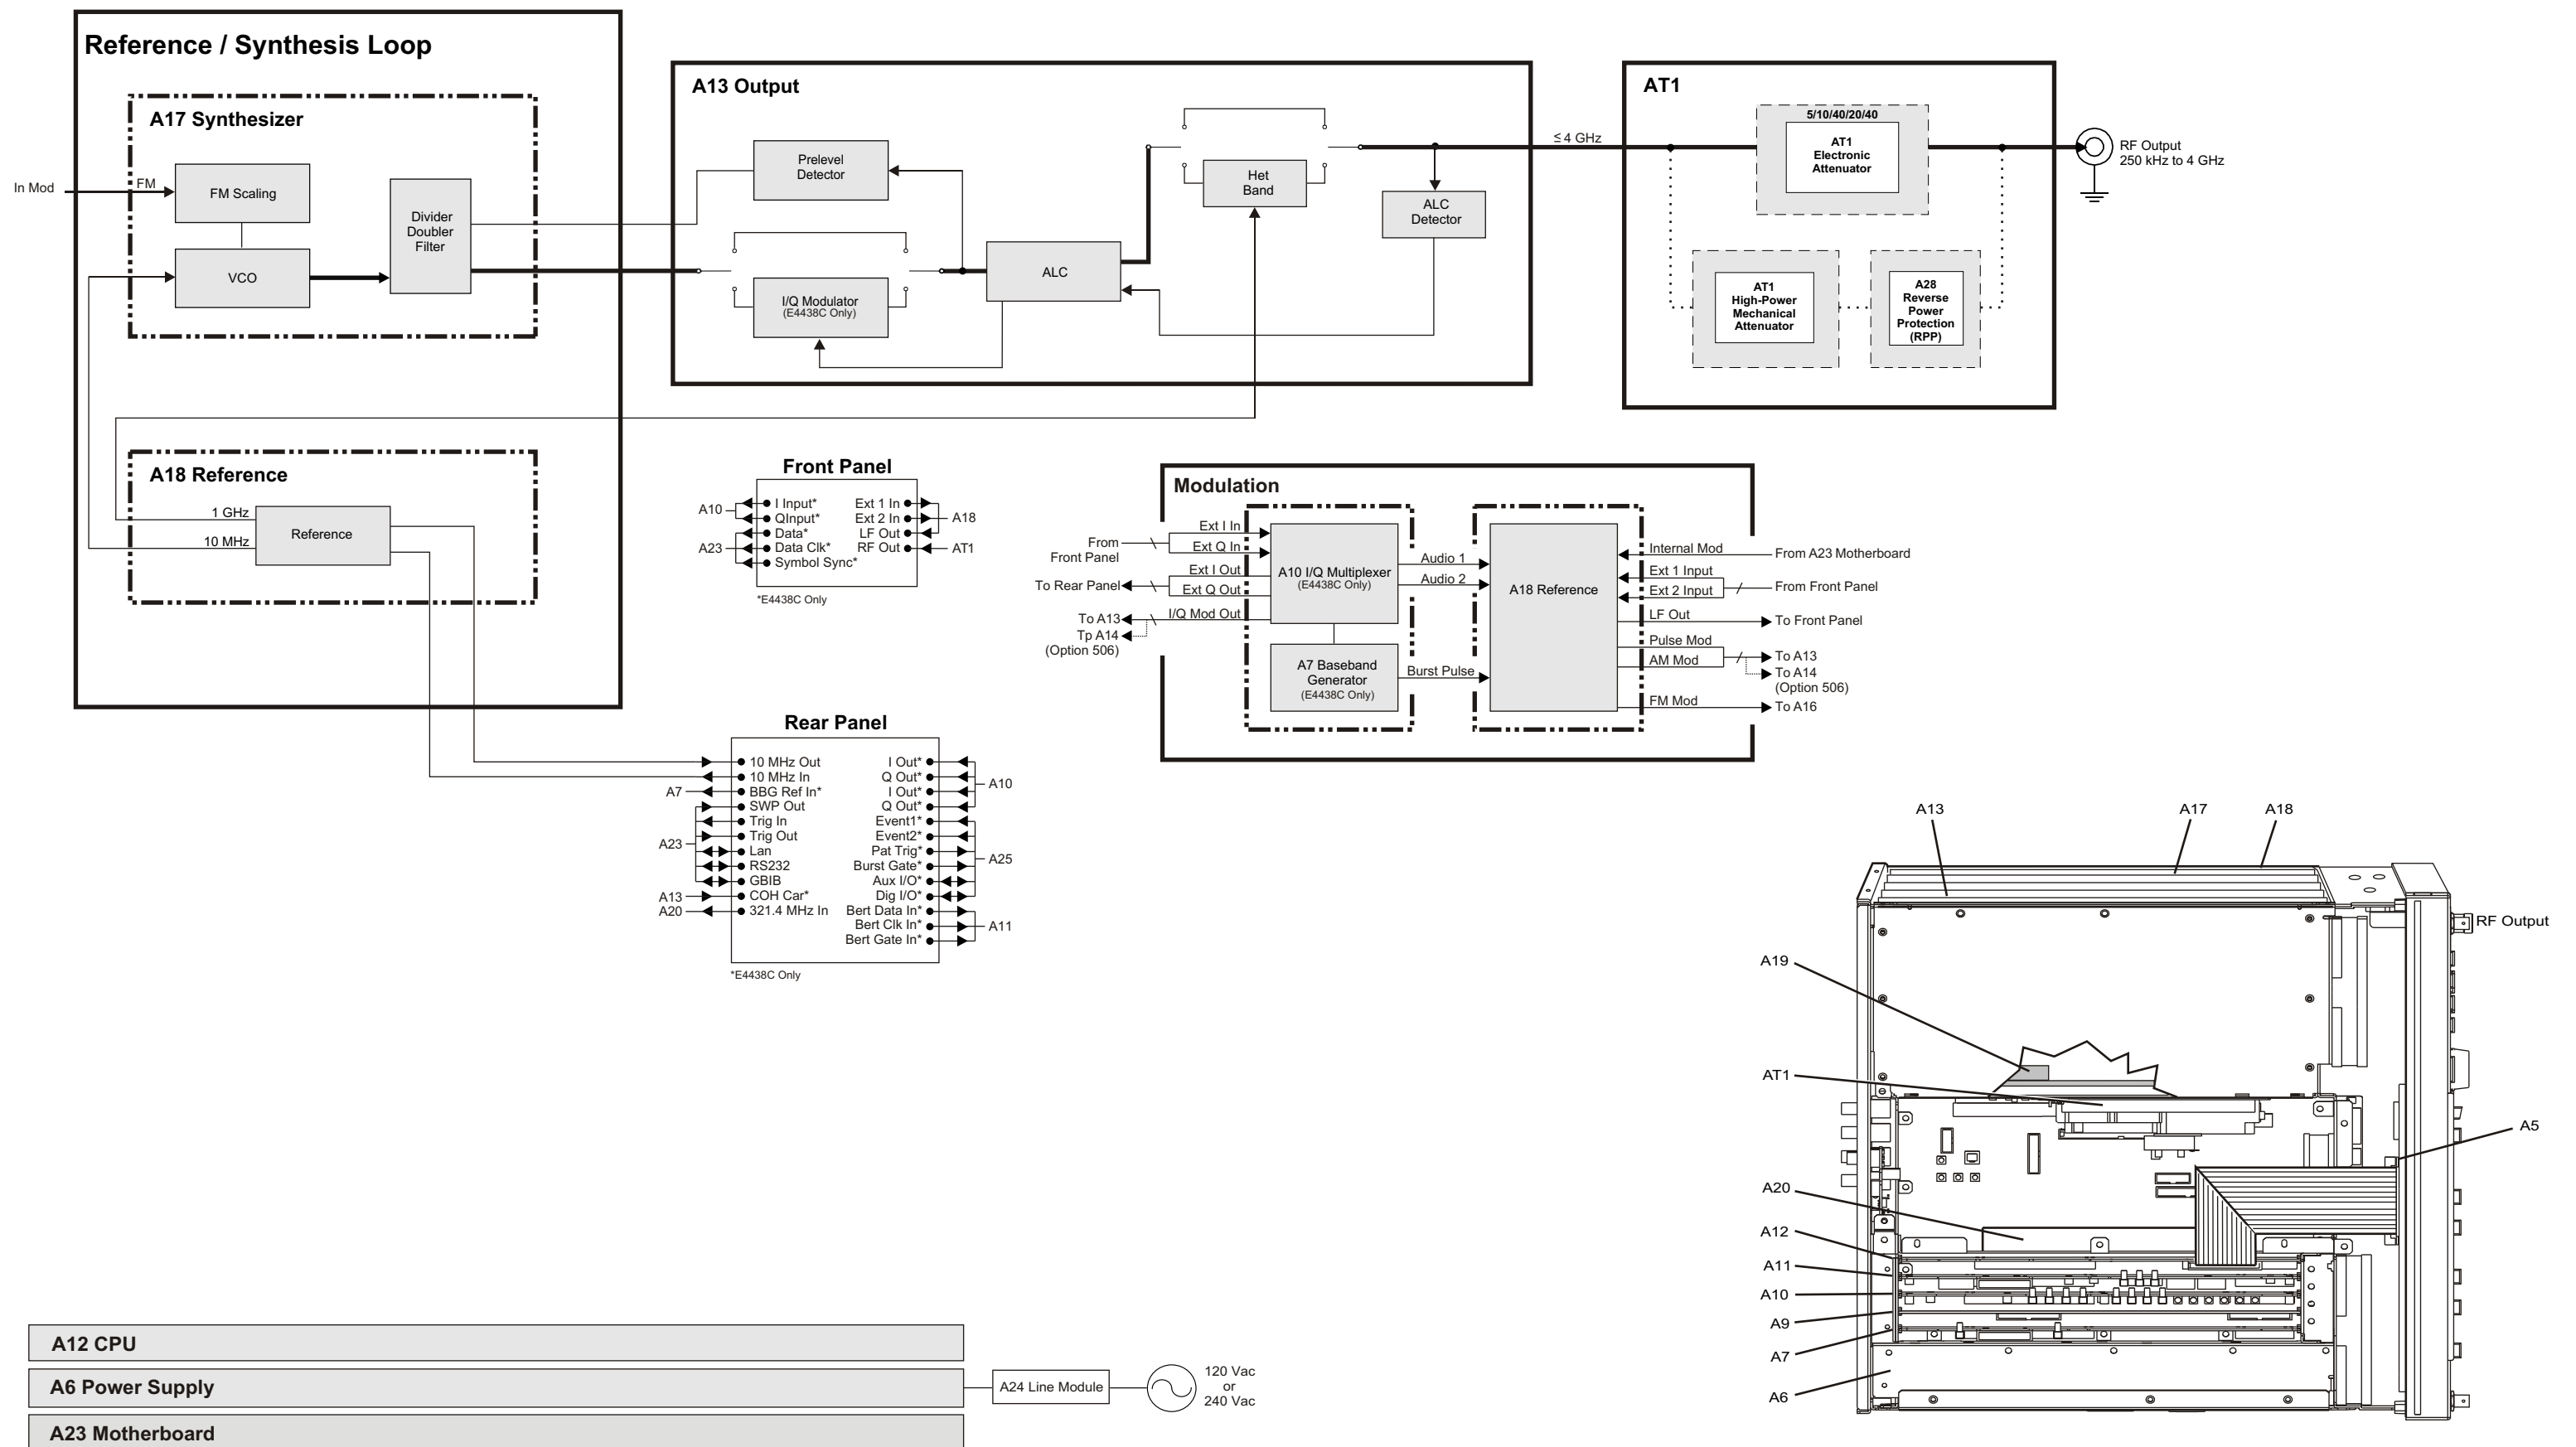 Reference / Synthesis Loop
A17 Synthesizer
In Mod
FM
FM Scaling
VCO
Divider
Doubler
Filter
A18 Reference
1 GHz
10 MHz
Reference
A13 Output
Prelevel
Detector
I/Q Modulator
(E4438C Only)
ALC
Het
Band
ALC
Detector
≤ 4 GHz
AT1
5/10/40/20/40
AT1
Electronic
Attenuator
AT1
High-Power
Mechanical
Attenuator
A28
Reverse
Power
Protection
(RPP)
RF Output
250 kHz to 4 GHz
Front Panel
A10
I Input*
QInput*
A23
Data*
Data Clk*
Symbol Sync*
Ext 1 In
Ext 2 In
LF Out
RF Out
A18
AT1
*E4438C Only
Modulation
From
Front Panel
Ext I In
Ext Q In
To Rear Panel
Ext I Out
Ext Q Out
To A13
Tp A14
(Option 506)
I/Q Mod Out
A10 I/Q Multiplexer
(E4438C Only)
A7 Baseband
Generator
(E4438C Only)
Audio 1
Audio 2
Burst Pulse
A18 Reference
Internal Mod
From A23 Motherboard
Ext 1 Input
Ext 2 Input
From Front Panel
LF Out
To Front Panel
Pulse Mod
AM Mod
To A13
To A14
(Option 506)
FM Mod
To A16
Rear Panel
10 MHz Out
10 MHz In
A7
BBG Ref In*
SWP Out
Trig In
Trig Out
A23
Lan
RS232
GBIB
A13
COH Car*
A20
321.4 MHz In
I Out*
Q Out*
I Out*
Q Out*
A10
Event1*
Event2*
Pat Trig*
Burst Gate*
Aux I/O*
Dig I/O*
A25
Bert Data In*
Bert Clk In*
Bert Gate In*
A11
*E4438C Only
A13
A17
A18
RF Output
A19
AT1
A5
A20
A12
A11
A10
A9
A7
A6
A12 CPU
A6 Power Supply
A24 Line Module
120 Vac
or
240 Vac
A23 Motherboard